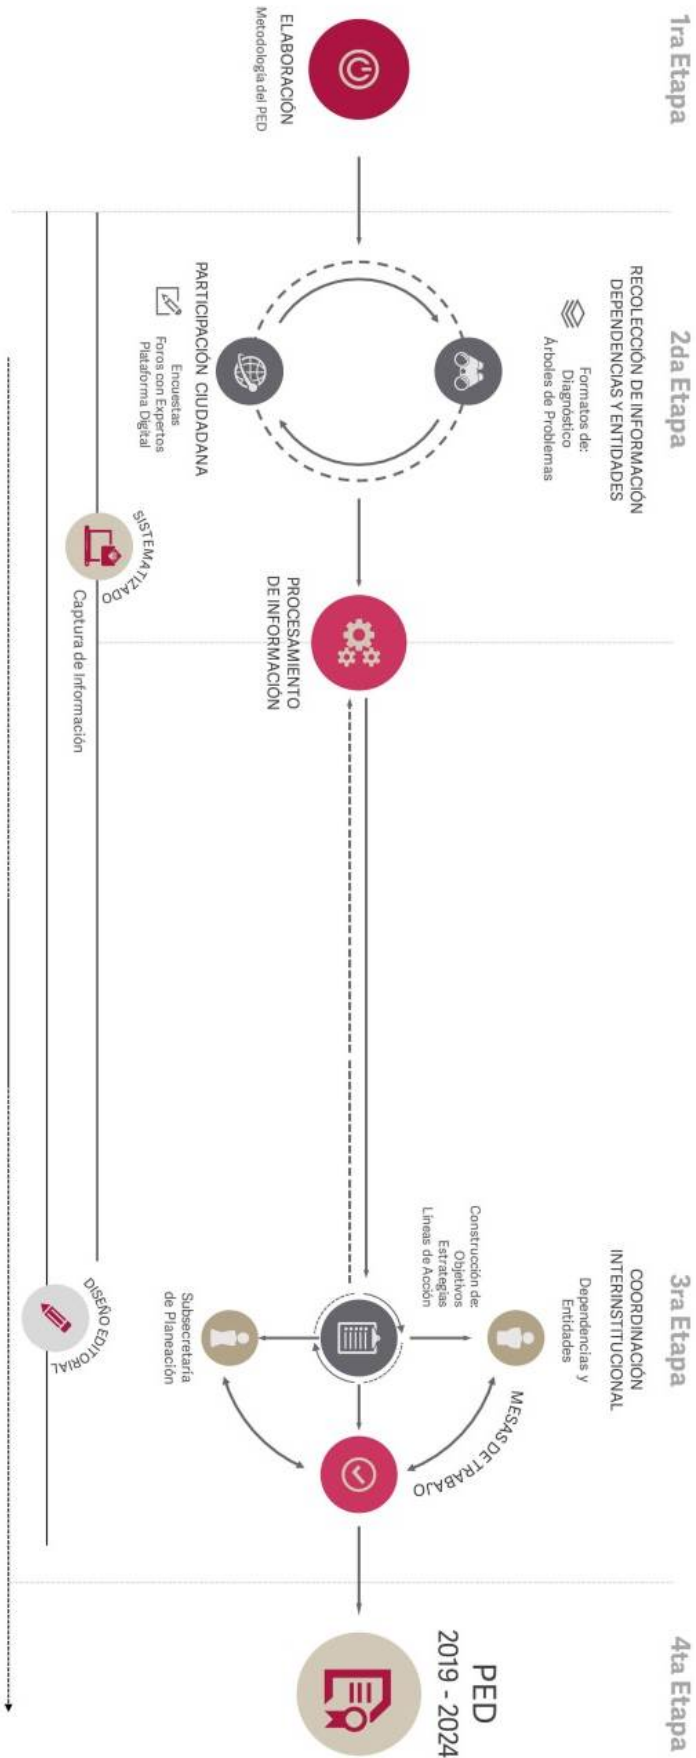 1ra Etapa
ELABORACIÓN
Metodología del PED
2da Etapa
RECOLECCIÓN DE INFORMACIÓN
DEPENDENCIAS Y ENTIDADES
Formatos de:
Diagnóstico
Árboles de Problemas
PARTICIPACIÓN CIUDADANA
Encuestas
Foros con Expertos
Plataforma Digital
PROCESAMIENTO
DE INFORMACIÓN
SISTEMATIZADO
Captura de Información
3ra Etapa
COORDINACIÓN
INTERINSTITUCIONAL
Dependencias y
Entidades
Construcción de:
Objetivos
Estrategias
Líneas de Acción
MESAS DE TRABAJO
Subsecretaría
de Planeación
DISEÑO EDITORIAL
4ta Etapa
PED
2019 - 2024